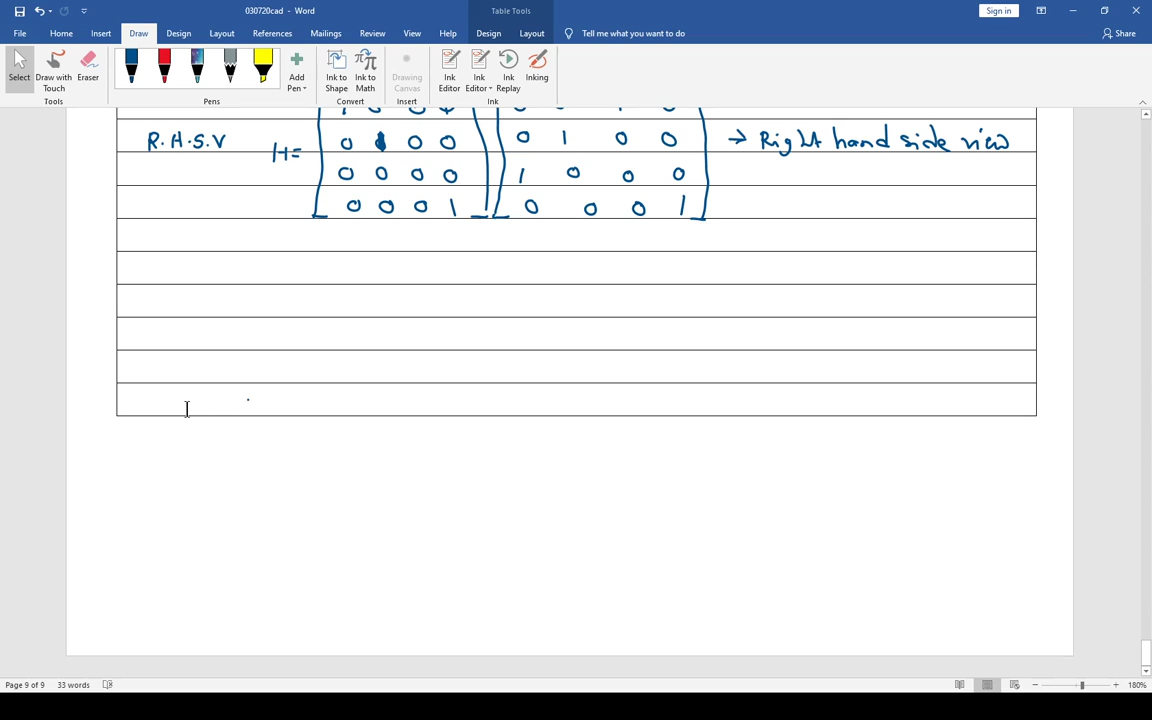 030720cad - Word
Table Tools
Sign in
File Home Insert Draw Design Layout References Mailings Review View Help Design Layout Tell me what you want to do Share
Select Draw with Touch Eraser Add Pen Ink to Shape Ink to Math Drawing Canvas Ink Editor Ink Editor Ink Replay Inking
Tools Pens Convert Insert Ink
R.H.S.V H= 0 1 0 0 0 1 0 0 → Right hand side view
0 0 0 0 1 0 0 0
0 0 0 1 0 0 0 1
Page 9 of 9 33 words 180%